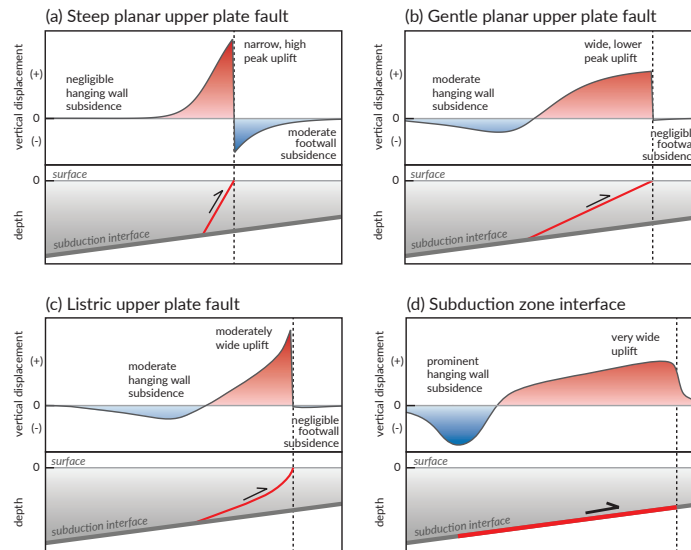 (a) Steep planar upper plate fault
vertical displacement
(+)
0
(-)
negligible
hanging wall
subsidence
narrow, high
peak uplift
moderate
footwall
subsidence
depth
0
surface
subduction interface
(b) Gentle planar upper plate fault
vertical displacement
(+)
0
(-)
moderate
hanging wall
subsidence
wide, lower
peak uplift
negligible
footwall
subsidence
depth
0
surface
subduction interface
(c) Listric upper plate fault
vertical displacement
(+)
0
(-)
moderate
hanging wall
subsidence
moderately
wide uplift
negligible
footwall
subsidence
depth
0
surface
subduction interface
(d) Subduction zone interface
vertical displacement
(+)
0
(-)
prominent
hanging wall
subsidence
very wide
uplift
depth
0
surface
subduction interface